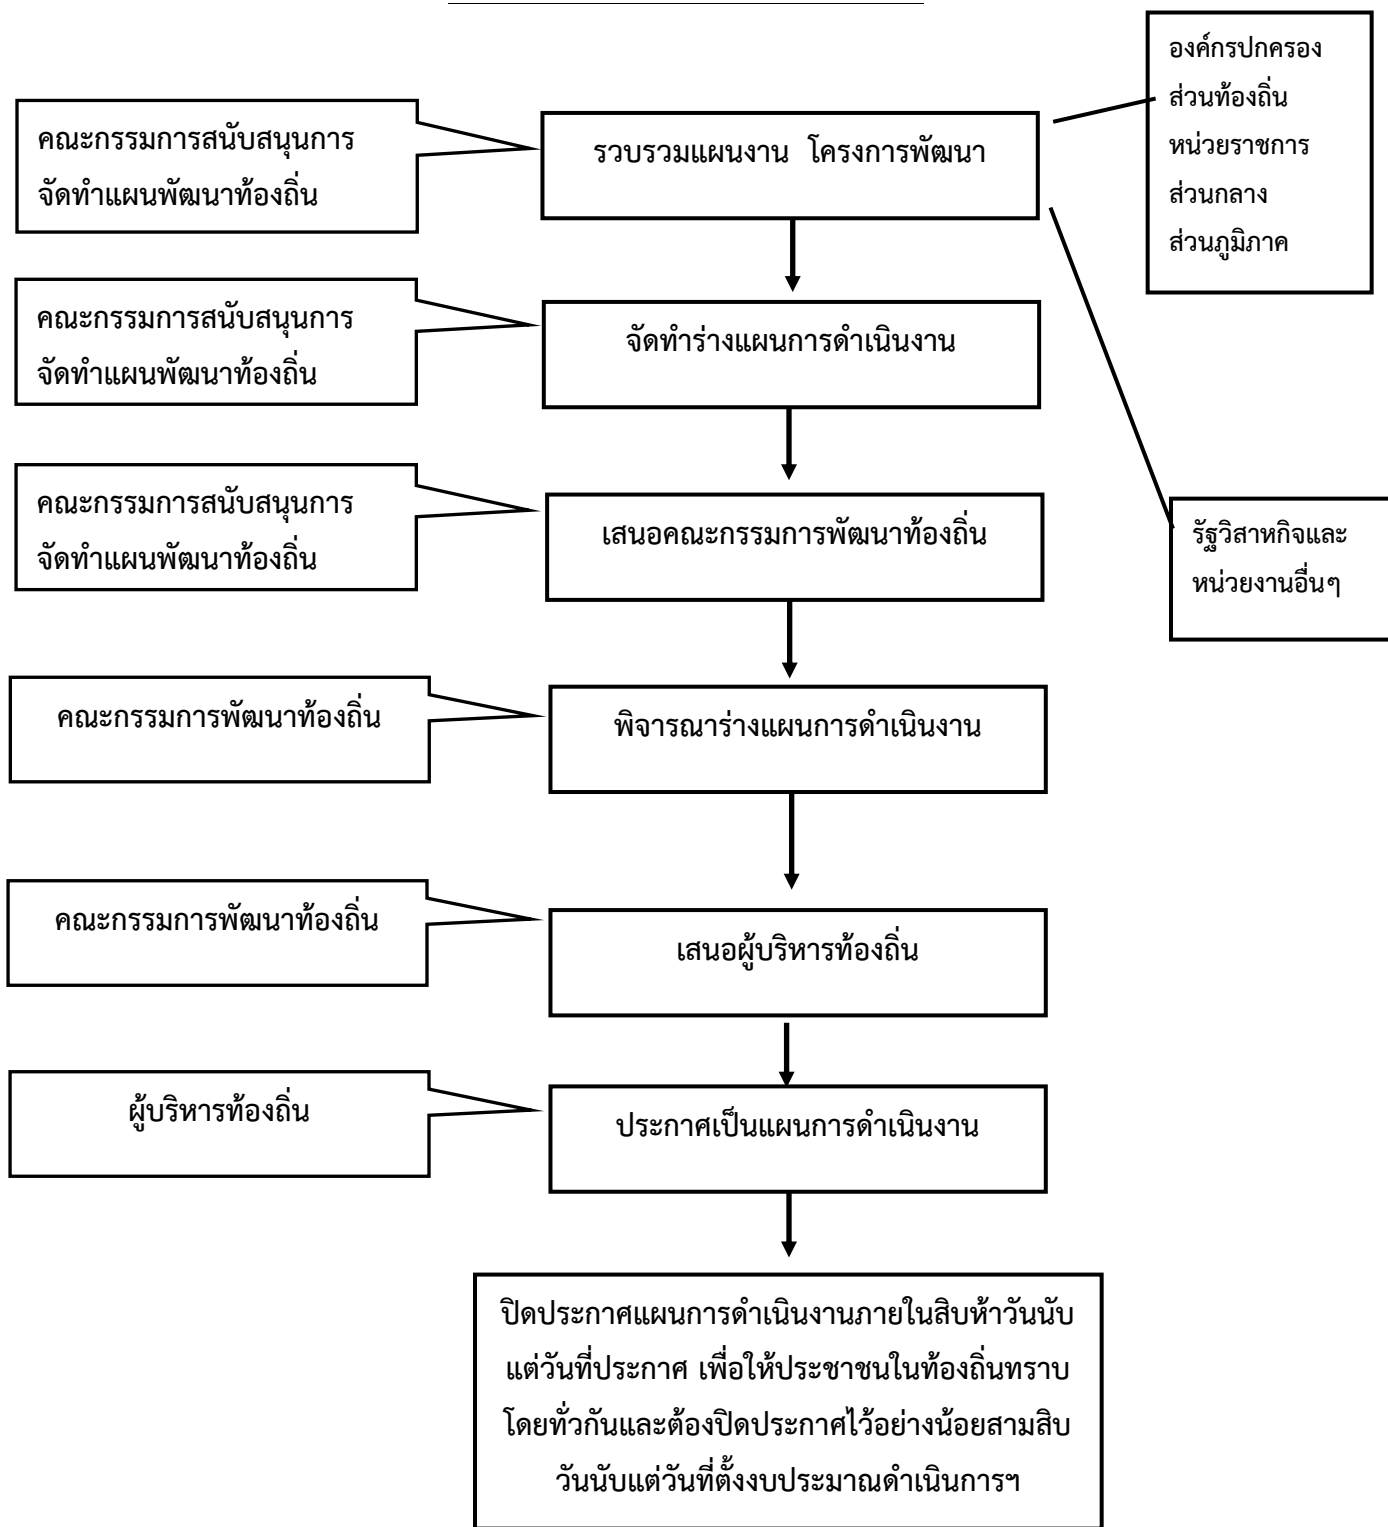 องค์กรปกครอง
ส่วนท้องถิ่น
หน่วยราชการ
ส่วนกลาง
ส่วนภูมิภาค
คณะกรรมการสนับสนุนการ
จัดทำแผนพัฒนาท้องถิ่น
รวบรวมแผนงาน โครงการพัฒนา
คณะกรรมการสนับสนุนการ
จัดทำแผนพัฒนาท้องถิ่น
จัดทำร่างแผนการดำเนินงาน
คณะกรรมการสนับสนุนการ
จัดทำแผนพัฒนาท้องถิ่น
เสนอคณะกรรมการพัฒนาท้องถิ่น
รัฐวิสาหกิจและ
หน่วยงานอื่นๆ
คณะกรรมการพัฒนาท้องถิ่น
พิจารณาร่างแผนการดำเนินงาน
คณะกรรมการพัฒนาท้องถิ่น
เสนอผู้บริหารท้องถิ่น
ผู้บริหารท้องถิ่น
ประกาศเป็นแผนการดำเนินงาน
ปิดประกาศแผนการดำเนินงานภายในสิบห้าวันนับ
แต่วันที่ประกาศ เพื่อให้ประชาชนในท้องถิ่นทราบ
โดยทั่วกันและต้องปิดประกาศไว้อย่างน้อยสามสิบ
วันนับแต่วันที่ตั้งงบประมาณดำเนินการฯ